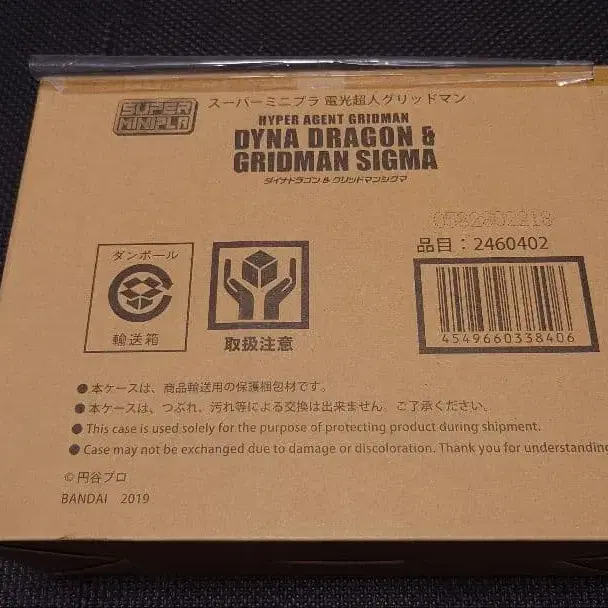 SUPER
MINIPLA
スーパーミニプラ 電光超人グリッドマン
HYPER AGENT GRIDMAN
DYNA DRAGON &
GRIDMAN SIGMA
ダイナドラゴン&グリッドマンシグマ
品目：2460402
4549660338406
ダンボール
輸送箱
取扱注意
●本ケースは、商品輸送用の保護梱包材です。
●本ケースは、つぶれ、汚れ等による交換は出来ません。ご了承ください。
●This case is used solely for the purpose of protecting product during shipment.
●Case may not be exchanged due to damage or discoloration. Thank you for understanding
©円谷プロ
BANDAI 2019